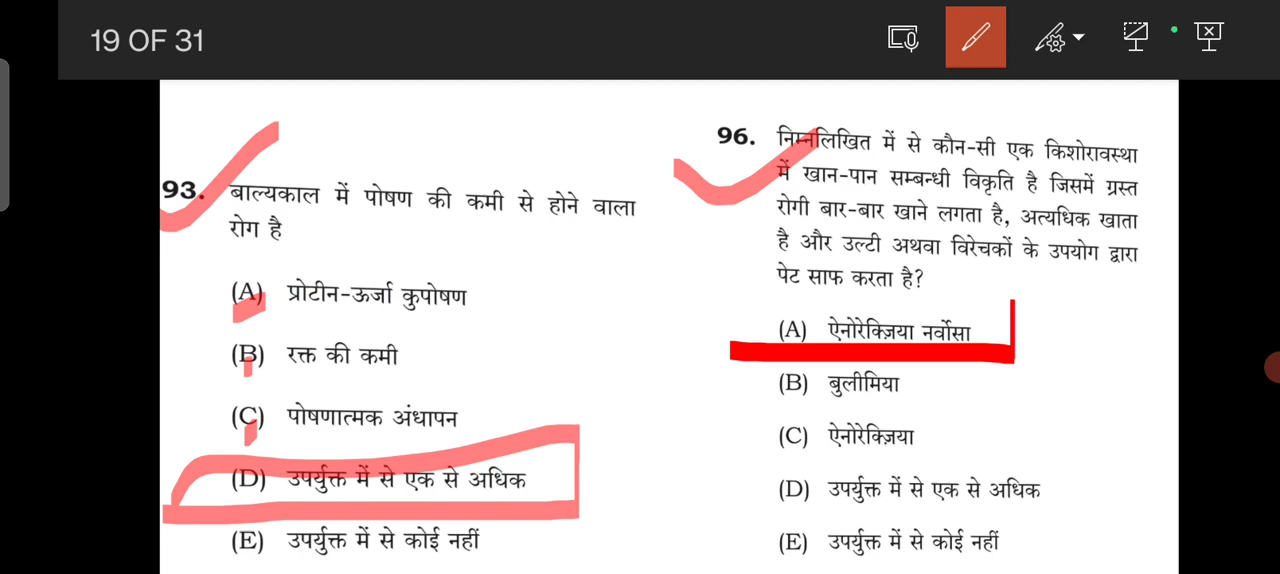 19 OF 31
93. बाल्यकाल में पोषण की कमी से होने वाला
रोग है
(A) प्रोटीन-ऊर्जा कुपोषण
(B) रक्त की कमी
(C) पोषणात्मक अंधापन
(D) उपर्युक्त में से एक से अधिक
(E) उपर्युक्त में से कोई नहीं
96. निम्नलिखित में से कौन-सी एक किशोरावस्था
में खान-पान सम्बन्धी विकृति है जिसमें ग्रस्त
रोगी बार-बार खाने लगता है, अत्यधिक खाता
है और उल्टी अथवा विरेचकों के उपयोग द्वारा
पेट साफ करता है?
(A) ऐनोरेक्ज़िया नर्वोसा
(B) बुलीमिया
(C) ऐनोरेक्ज़िया
(D) उपर्युक्त में से एक से अधिक
(E) उपर्युक्त में से कोई नहीं